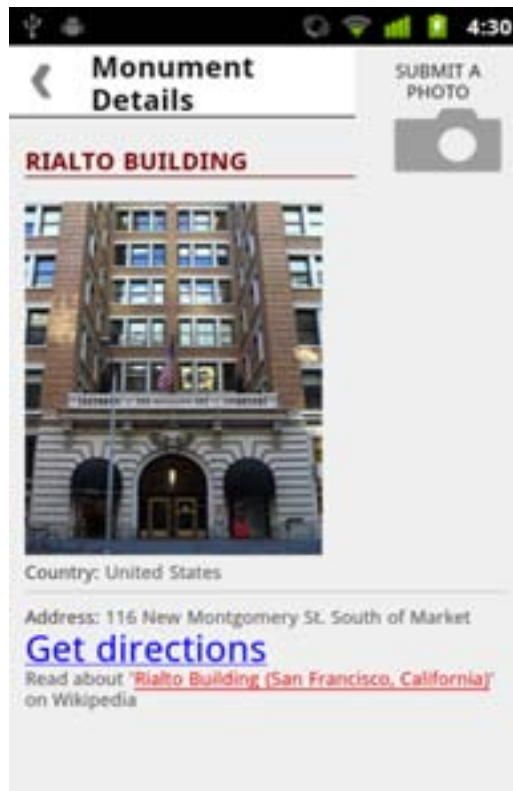 4:30
Monument
Details
SUBMIT A
PHOTO
RIALTO BUILDING
Country: United States
Address: 116 New Montgomery St. South of Market
Get directions
Read about "Rialto Building (San Francisco, California)"
on Wikipedia